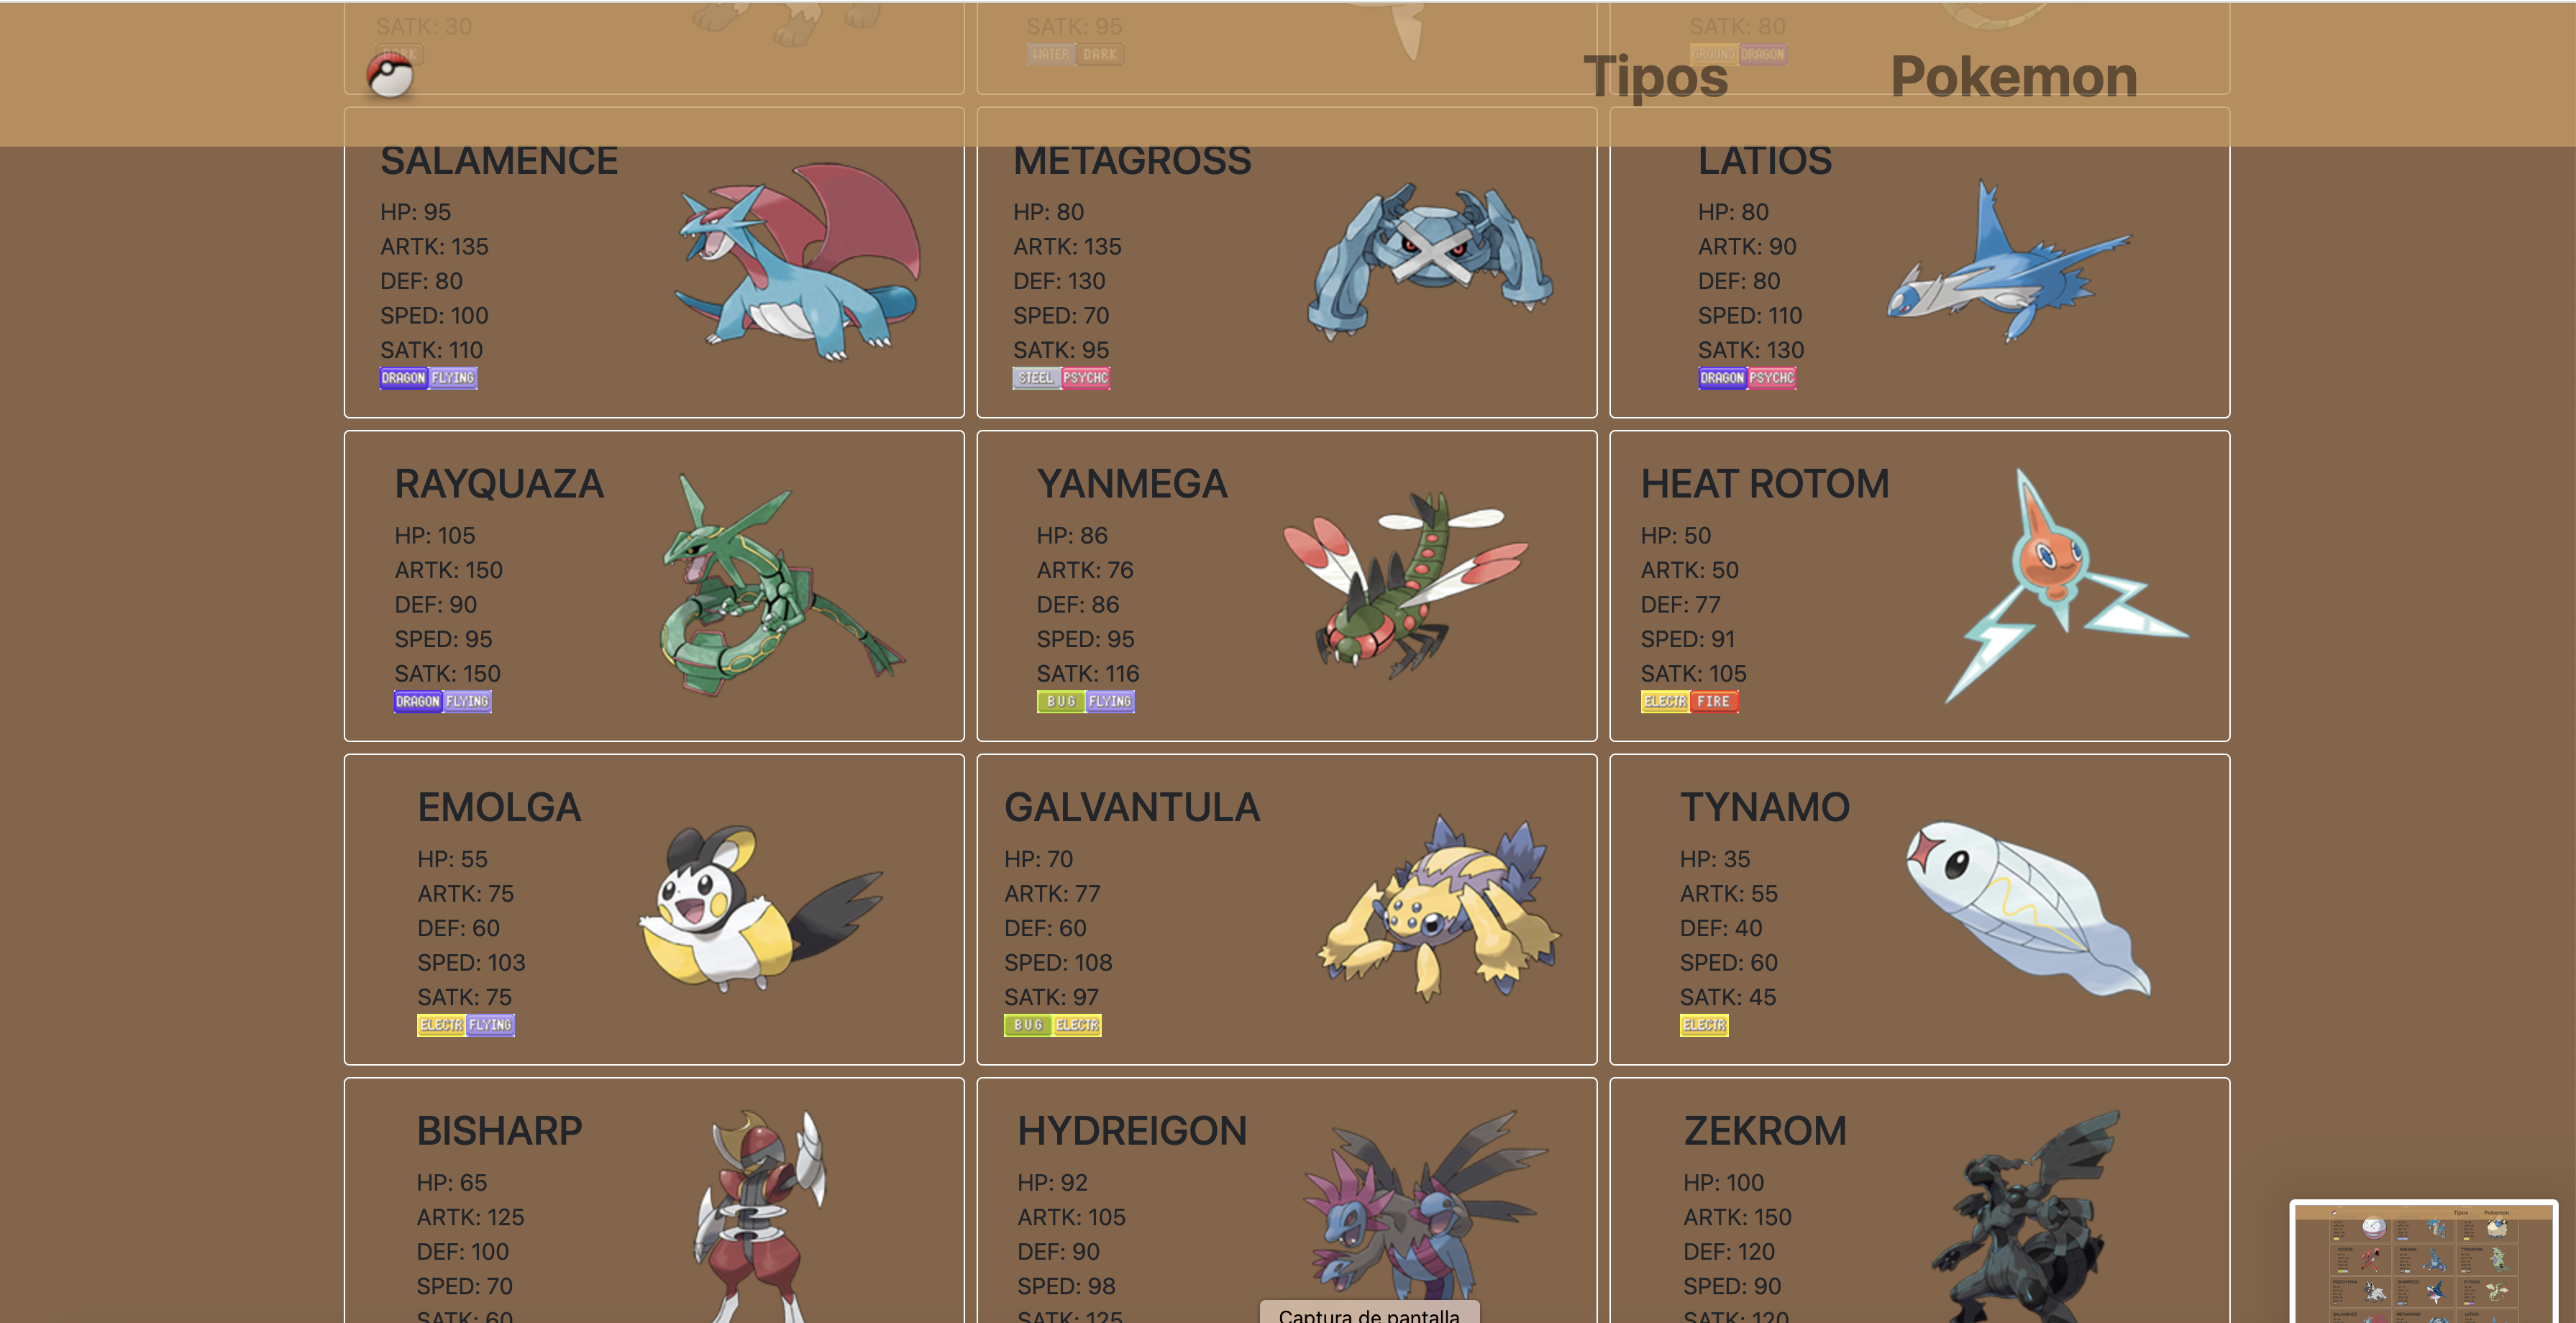 SATK: 30
SATK: 95
SATK: 80
DARK
WATER DARK
GROUND DRAGON
Tipos Pokemon
SALAMENCE
HP: 95
ARTK: 135
DEF: 80
SPED: 100
SATK: 110
DRAGON FLYING
METAGROSS
HP: 80
ARTK: 135
DEF: 130
SPED: 70
SATK: 95
STEEL PSYCHC
LATIOS
HP: 80
ARTK: 90
DEF: 80
SPED: 110
SATK: 130
DRAGON PSYCHC
RAYQUAZA
HP: 105
ARTK: 150
DEF: 90
SPED: 95
SATK: 150
DRAGON FLYING
YANMEGA
HP: 86
ARTK: 76
DEF: 86
SPED: 95
SATK: 116
BUG FLYING
HEAT ROTOM
HP: 50
ARTK: 50
DEF: 77
SPED: 91
SATK: 105
ELECTR FIRE
EMOLGA
HP: 55
ARTK: 75
DEF: 60
SPED: 103
SATK: 75
ELECTR FLYING
GALVANTULA
HP: 70
ARTK: 77
DEF: 60
SPED: 108
SATK: 97
BUG ELECTR
TYNAMO
HP: 35
ARTK: 55
DEF: 40
SPED: 60
SATK: 45
ELECTR
BISHARP
HP: 65
ARTK: 125
DEF: 100
SPED: 70
SATK: 60
HYDREIGON
HP: 92
ARTK: 105
DEF: 90
SPED: 98
SATK: 125
ZEKROM
HP: 100
ARTK: 150
DEF: 120
SPED: 90
SATK: 120
Captura de pantalla
Tipos Pokemon